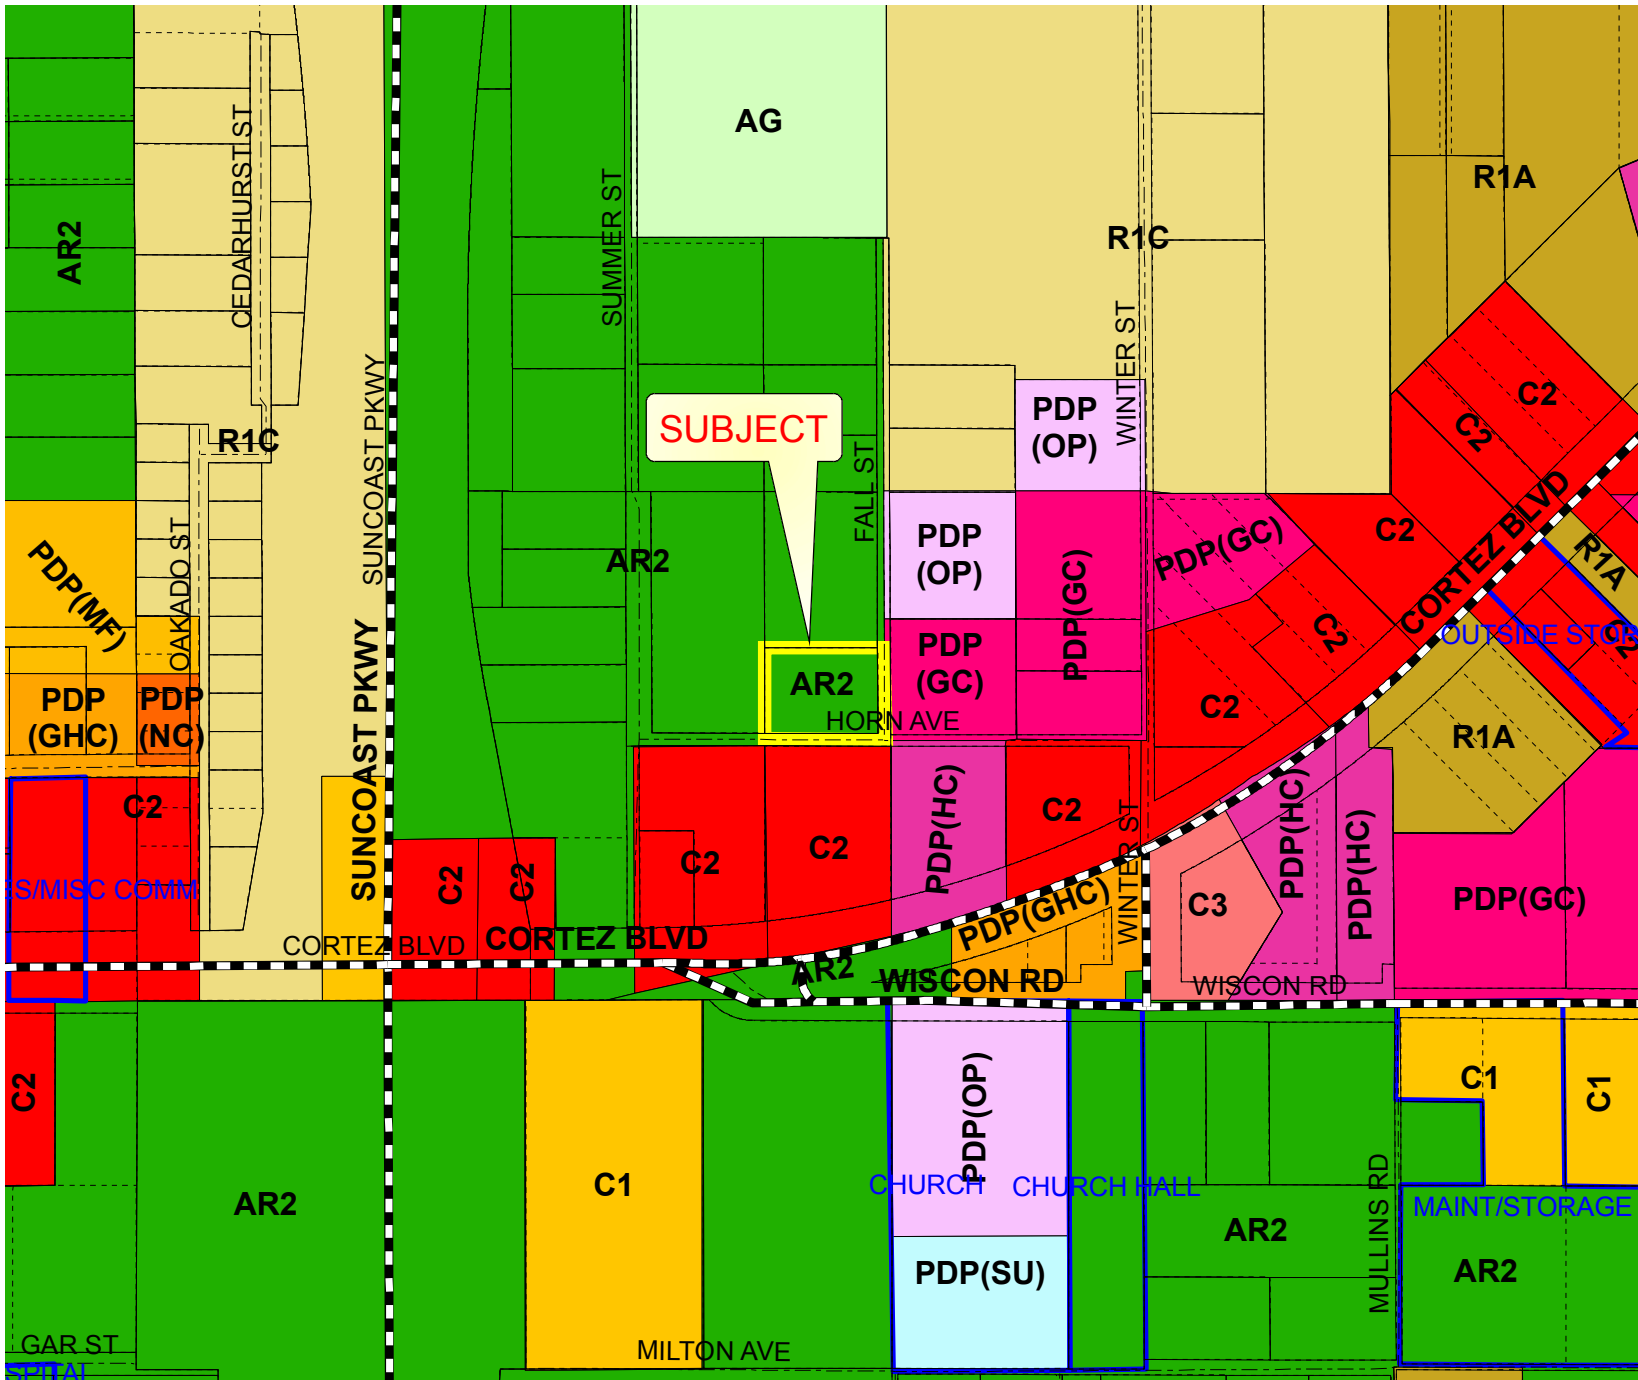 AG
R1A
CEDARHURST ST
AR2
SUMMER ST
R1C
WINTER ST
SUNCOAST PKWY
PDP
(OP)
C2
C2
SUBJECT
R1C
FALL ST
PDP
(OP)
PDP(GC)
C2
CORTEZ BLVD
R1A
PDP(MF)
OAKADO ST
AR2
PDP(GC)
C2
OUTSIDE STOR
C2
PDP
(GC)
AR2
PDP
(GHC)
PDP
(NC)
HORN AVE
C2
R1A
SUNCOAST PKWY
C2
PDP(HC)
C2
PDP(HC)
PDP(HC)
C2
C2
C2
C2
ES/MISC COMM
WINTER ST
C3
PDP(GC)
PDP(GHC)
CORTEZ BLVD
CORTEZ BLVD
AR2
WISCON RD
WISCON RD
C2
PDP(OP)
C1
C1
C1
AR2
CHURCH
CHURCH HALL
AR2
MULLINS RD
MAINT/STORAGE
PDP(SU)
AR2
GAR ST
MILTON AVE
SPITAL